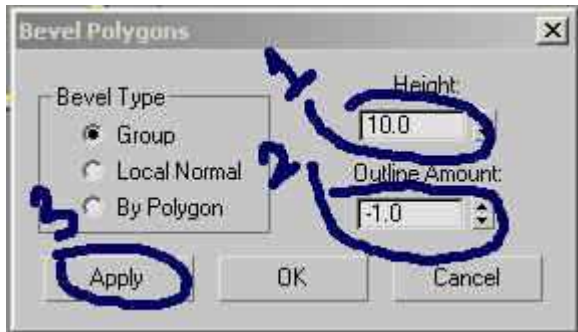 Bevel Polygons
Bevel Type
Group
Local Normal
By Polygon
1
Height:
10.0
2
Outline Amount:
-1.0
3
Apply
OK
Cancel